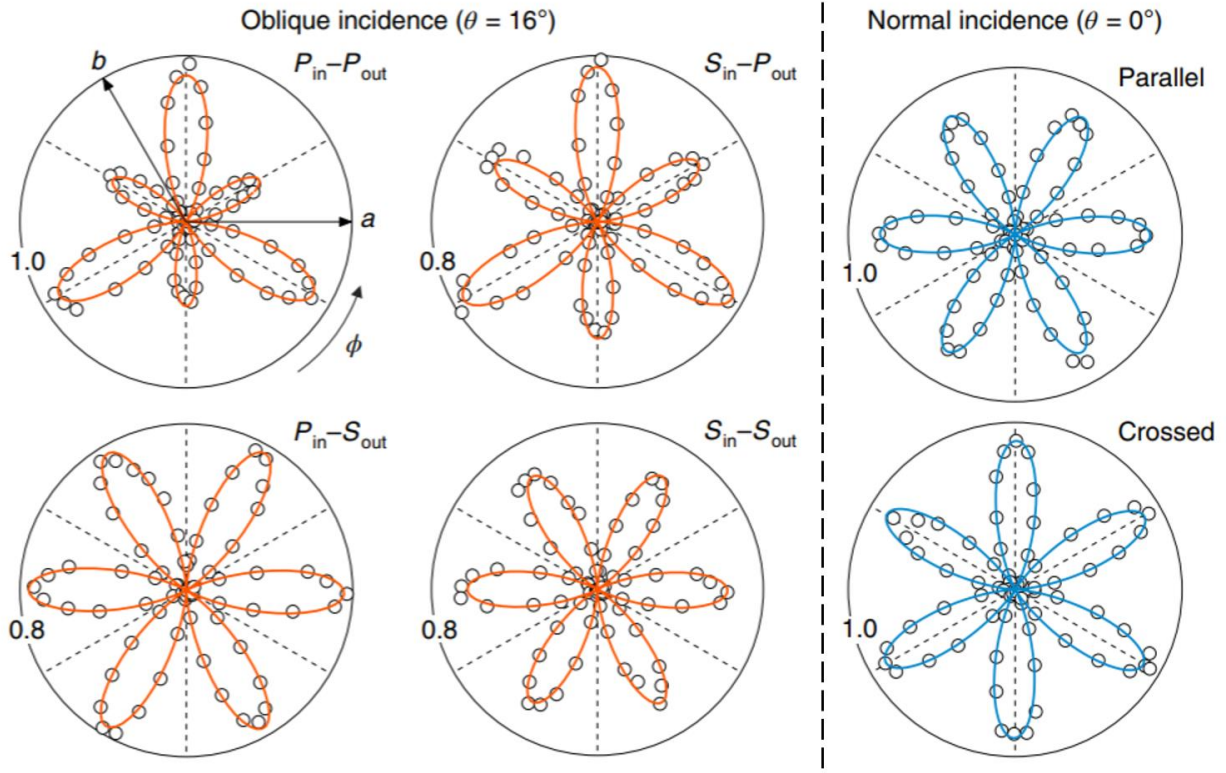 Oblique incidence (θ = 16°)
Normal incidence (θ = 0°)
b
P_in–P_out
a
1.0
ϕ
S_in–P_out
0.8
Parallel
1.0
P_in–S_out
0.8
S_in–S_out
0.8
Crossed
1.0